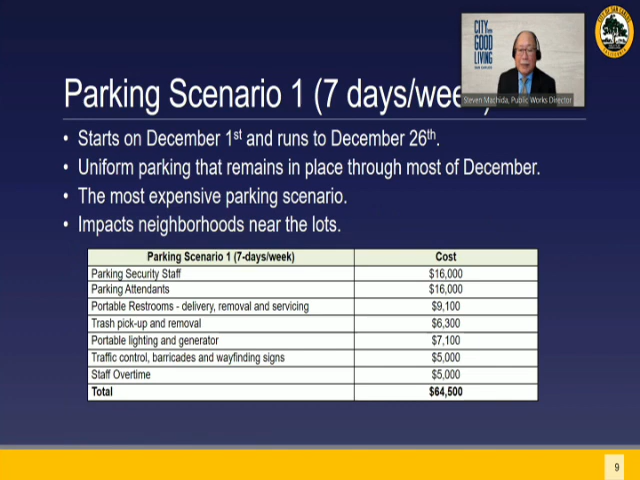 CITY OF
GOOD
LIVING
Steven Machida, Public Works Director
Parking Scenario 1 (7 days/wee
• Starts on December 1st and runs to December 26th.
• Uniform parking that remains in place through most of December.
• The most expensive parking scenario.
• Impacts neighborhoods near the lots.
Parking Scenario 1 (7-days/week) Cost
Parking Security Staff $16,000
Parking Attendants $16,000
Portable Restrooms - delivery, removal and servicing $9,100
Trash pick-up and removal $6,300
Portable lighting and generator $7,100
Traffic control, barricades and wayfinding signs $5,000
Staff Overtime $5,000
Total $64,500
9